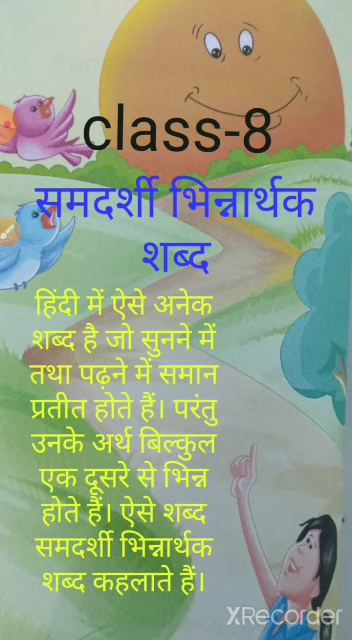 class-8
समदर्शी भिन्नार्थक
शब्द
हिंदी में ऐसे अनेक
शब्द है जो सुनने में
तथा पढ़ने में समान
प्रतीत होते हैं। परंतु
उनके अर्थ बिल्कुल
एक दूसरे से भिन्न
होते हैं। ऐसे शब्द
समदर्शी भिन्नार्थक
शब्द कहलाते हैं।
XRecorder